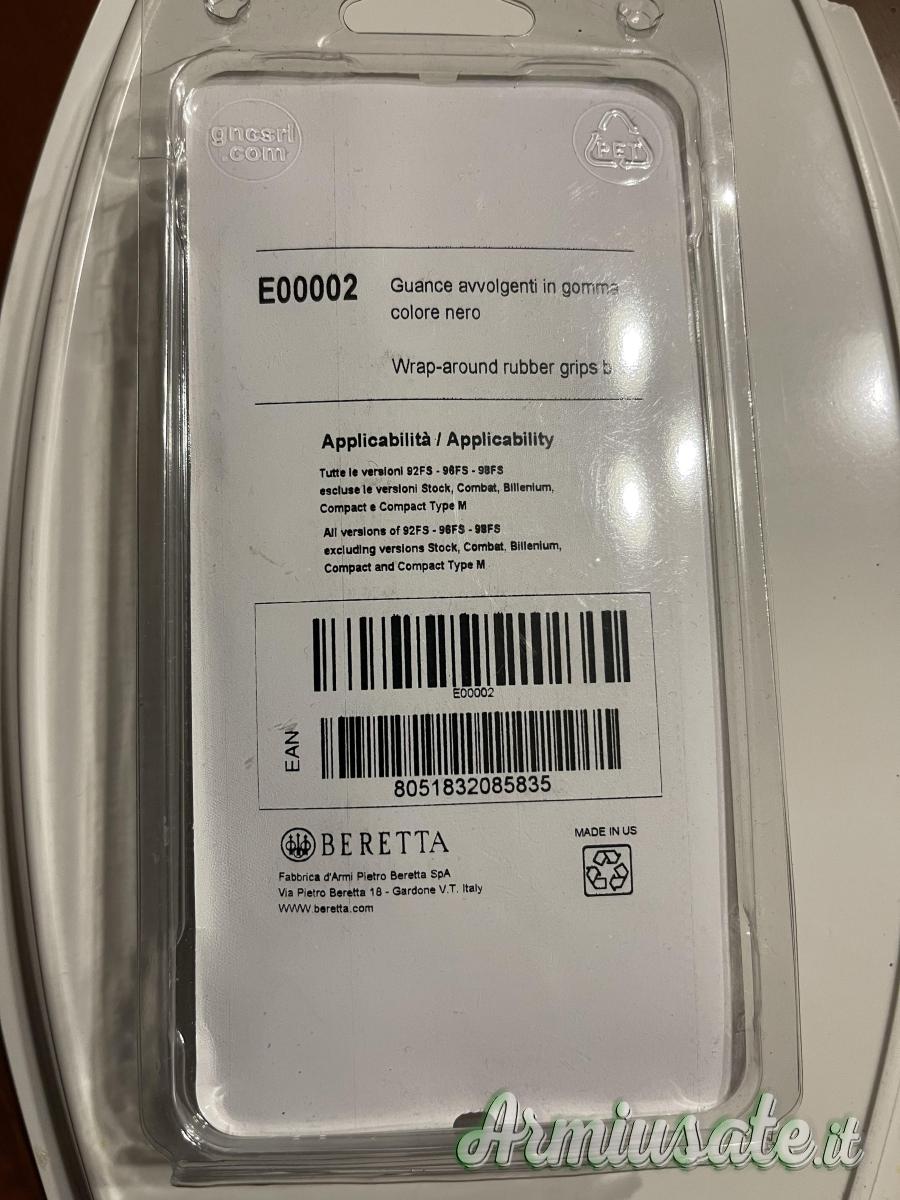 gncsrl
.com
PET
E00002
Guance avvolgenti in gomma
colore nero
Wrap-around rubber grips b
Applicabilità / Applicability
Tutte le versioni 92FS - 96FS - 98FS
escluse le versioni Stock, Combat, Billenium,
Compact e Compact Type M
All versions of 92FS - 96FS - 98FS
excluding versions Stock, Combat, Billenium,
Compact and Compact Type M
E00002
EAN
8051832085835
BERETTA
MADE IN US
Fabbrica d'Armi Pietro Beretta SpA
Via Pietro Beretta 18 - Gardone V.T. Italy
WWW.beretta.com
Armiusate.it